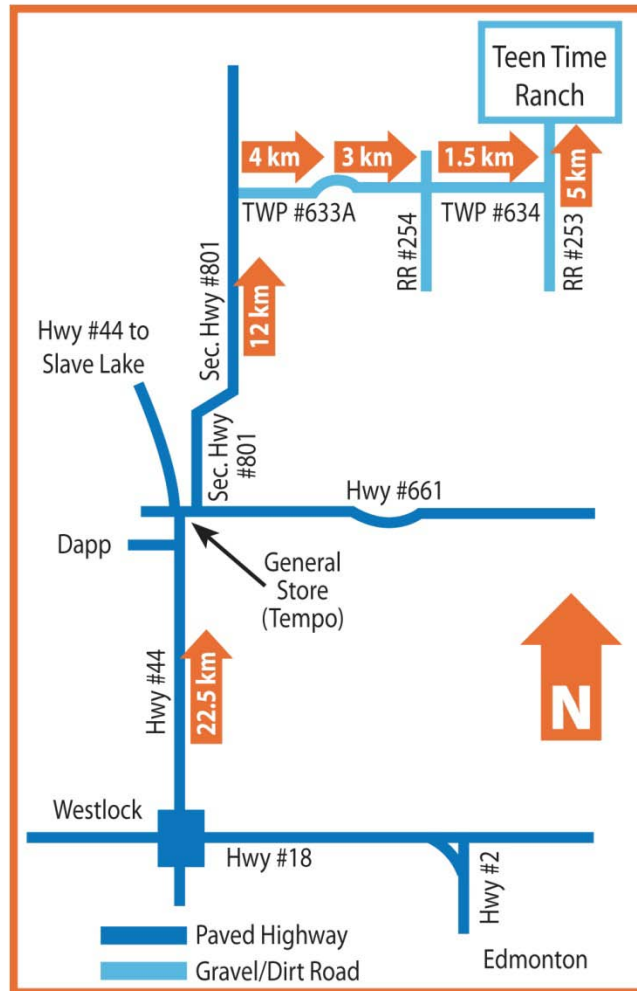 Teen Time
Ranch
4 km
3 km
1.5 km
5 km
TWP #633A
TWP #634
RR #254
RR #253
Sec. Hwy #801
12 km
Hwy #44 to
Slave Lake
Sec. Hwy
#801
Hwy #661
Dapp
General
Store
(Tempo)
Hwy #44
22.5 km
N
Westlock
Hwy #18
Hwy #2
Edmonton
Paved Highway
Gravel/Dirt Road